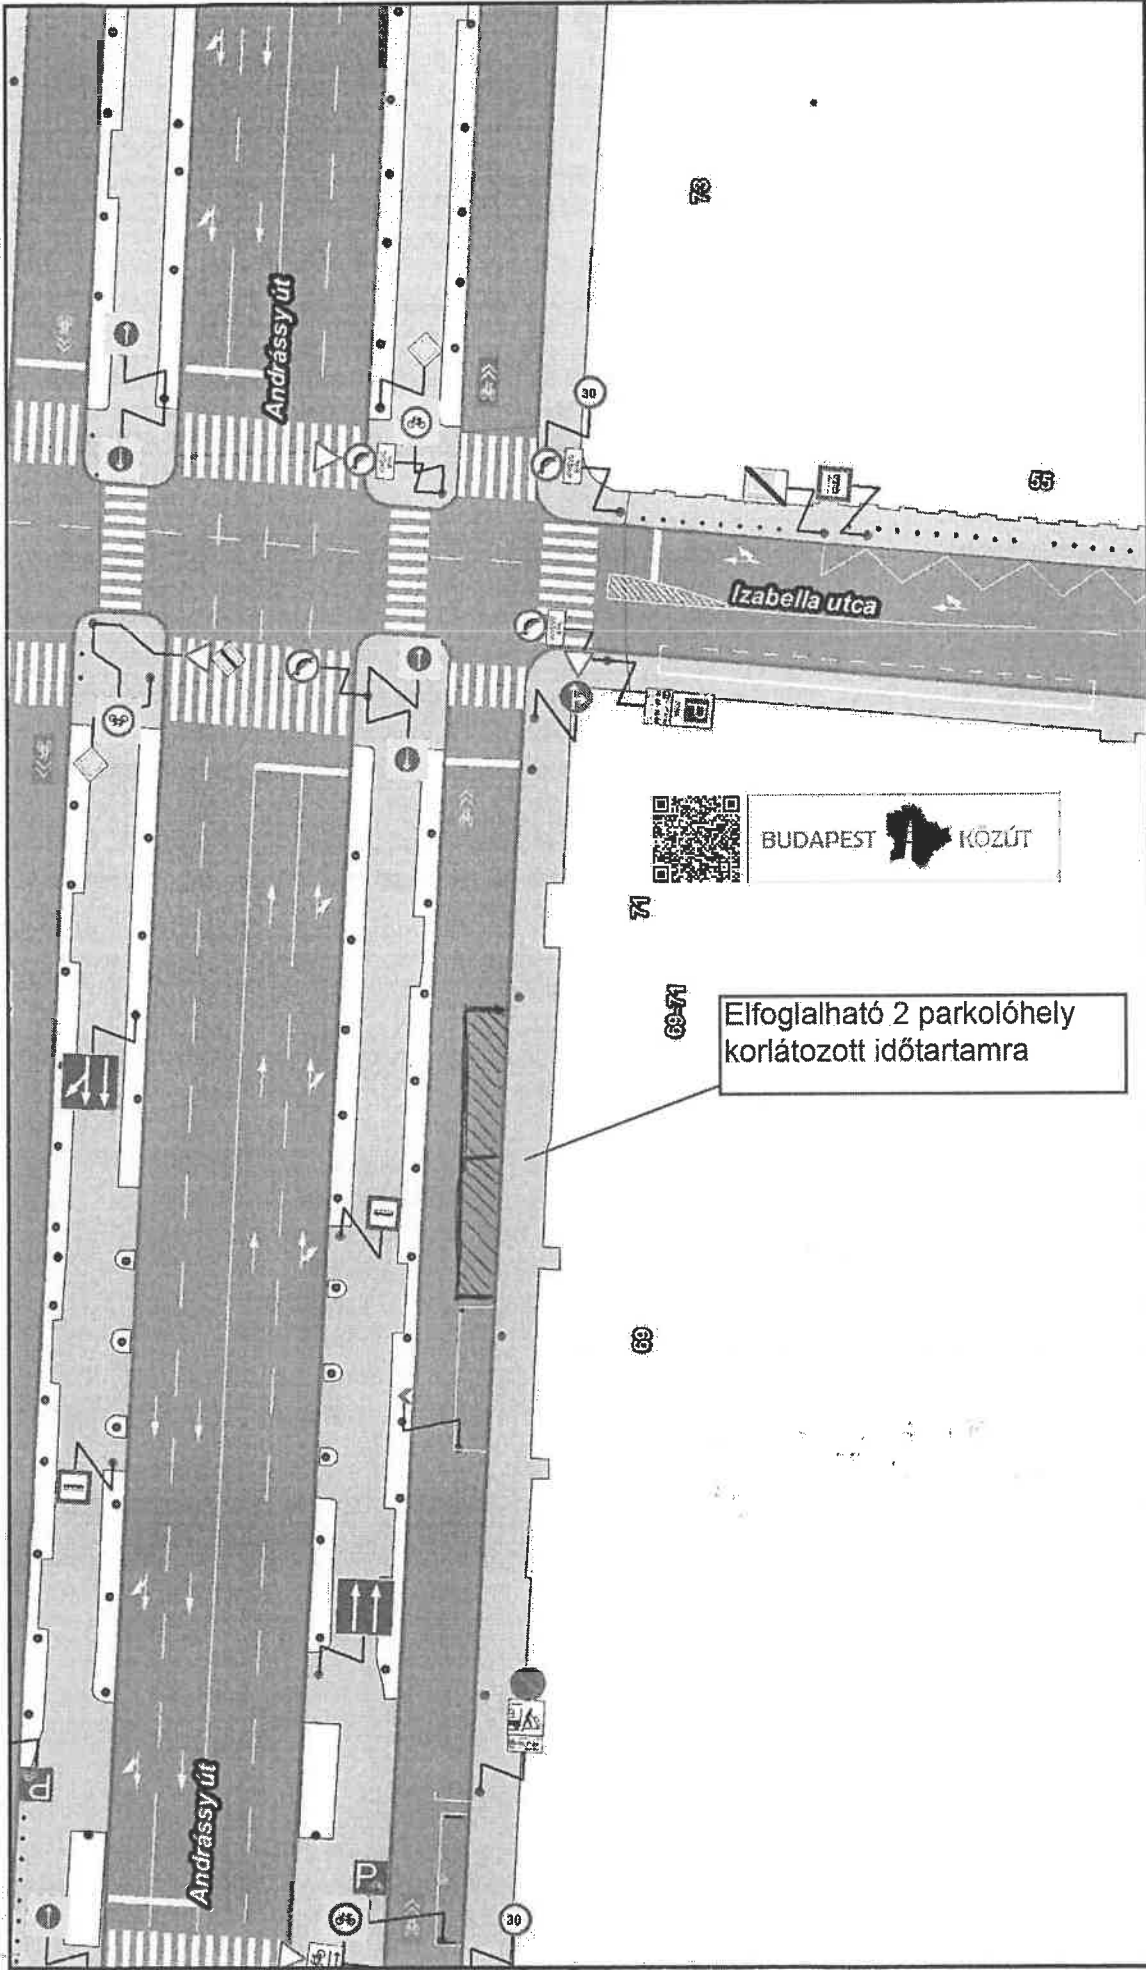 73
Andrássy út
30
55
Izabella utca
P
BUDAPEST KÖZÚT
71
69-71
Elfoglalható 2 parkolóhely
korlátozott időtartamra
69
P
Andrássy út
P
30